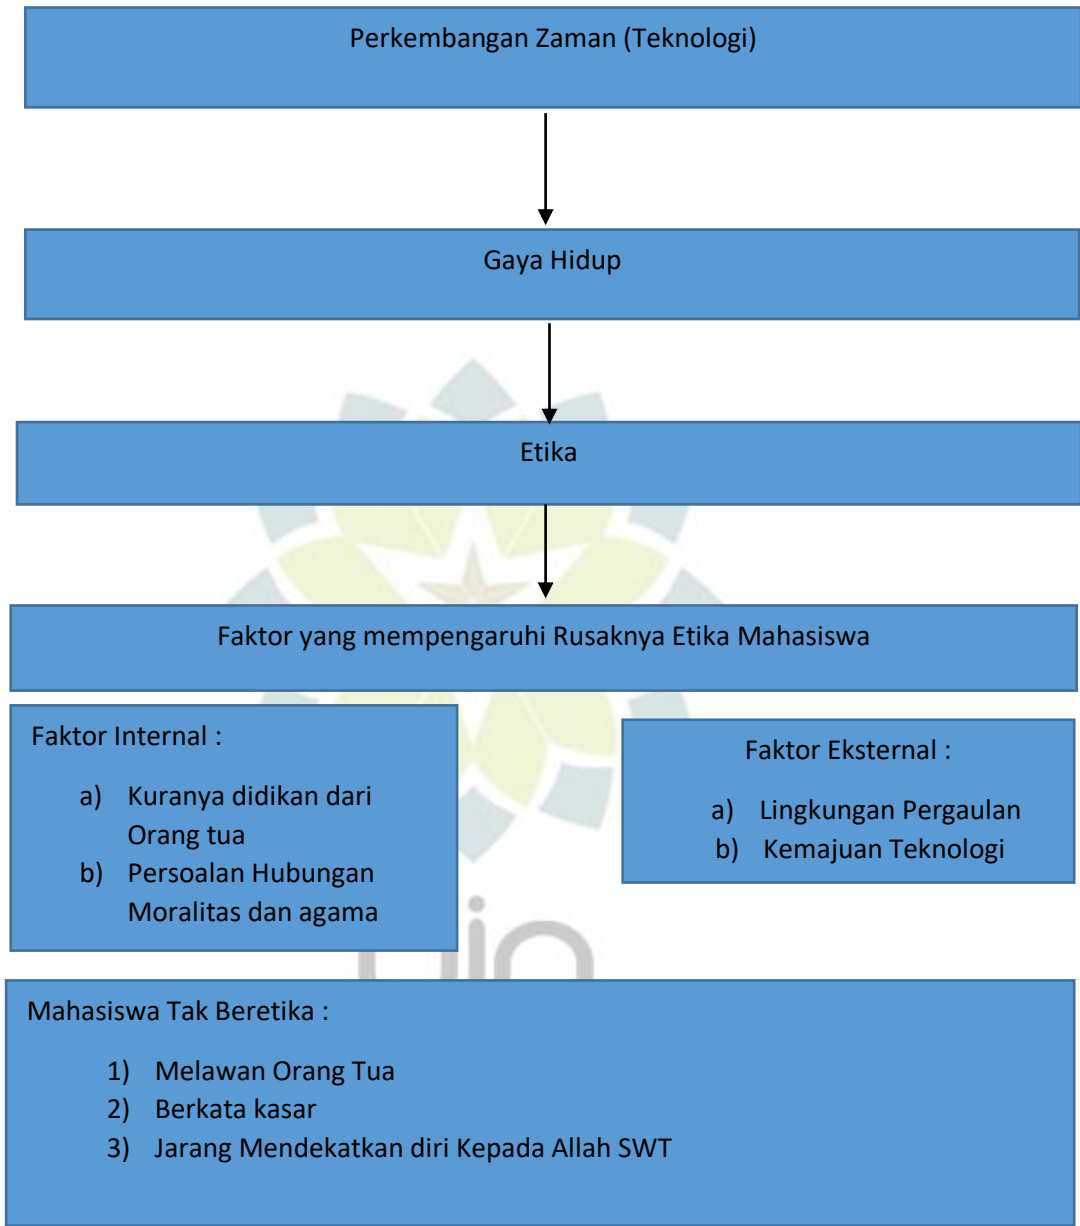 Perkembangan Zaman (Teknologi)
Gaya Hidup
Etika
Faktor yang mempengaruhi Rusaknya Etika Mahasiswa
Faktor Internal :
a) Kuranya didikan dari
Orang tua
b) Persoalan Hubungan
Moralitas dan agama
Faktor Eksternal :
a) Lingkungan Pergaulan
b) Kemajuan Teknologi
uin
Mahasiswa Tak Beretika :
1) Melawan Orang Tua
2) Berkata kasar
3) Jarang Mendekatkan diri Kepada Allah SWT